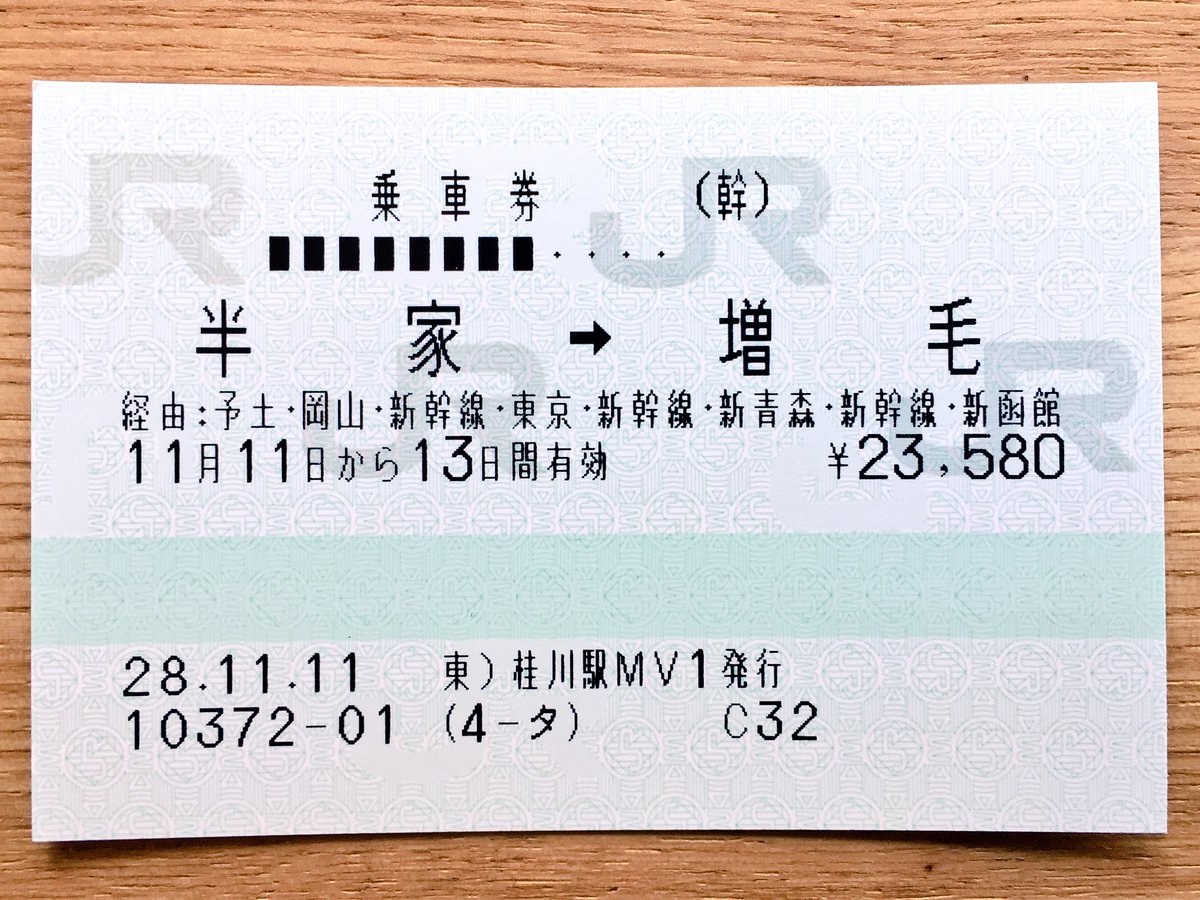 乗車券 (幹)
■■■■■■■■····
半家➡増毛
経由:予土・岡山・新幹線・東京・新幹線・新青森・新幹線・新函館
11月11日から13日間有効 ¥23,580
28.11.11 東)桂川駅MV1発行
10372-01 (4-タ) C32